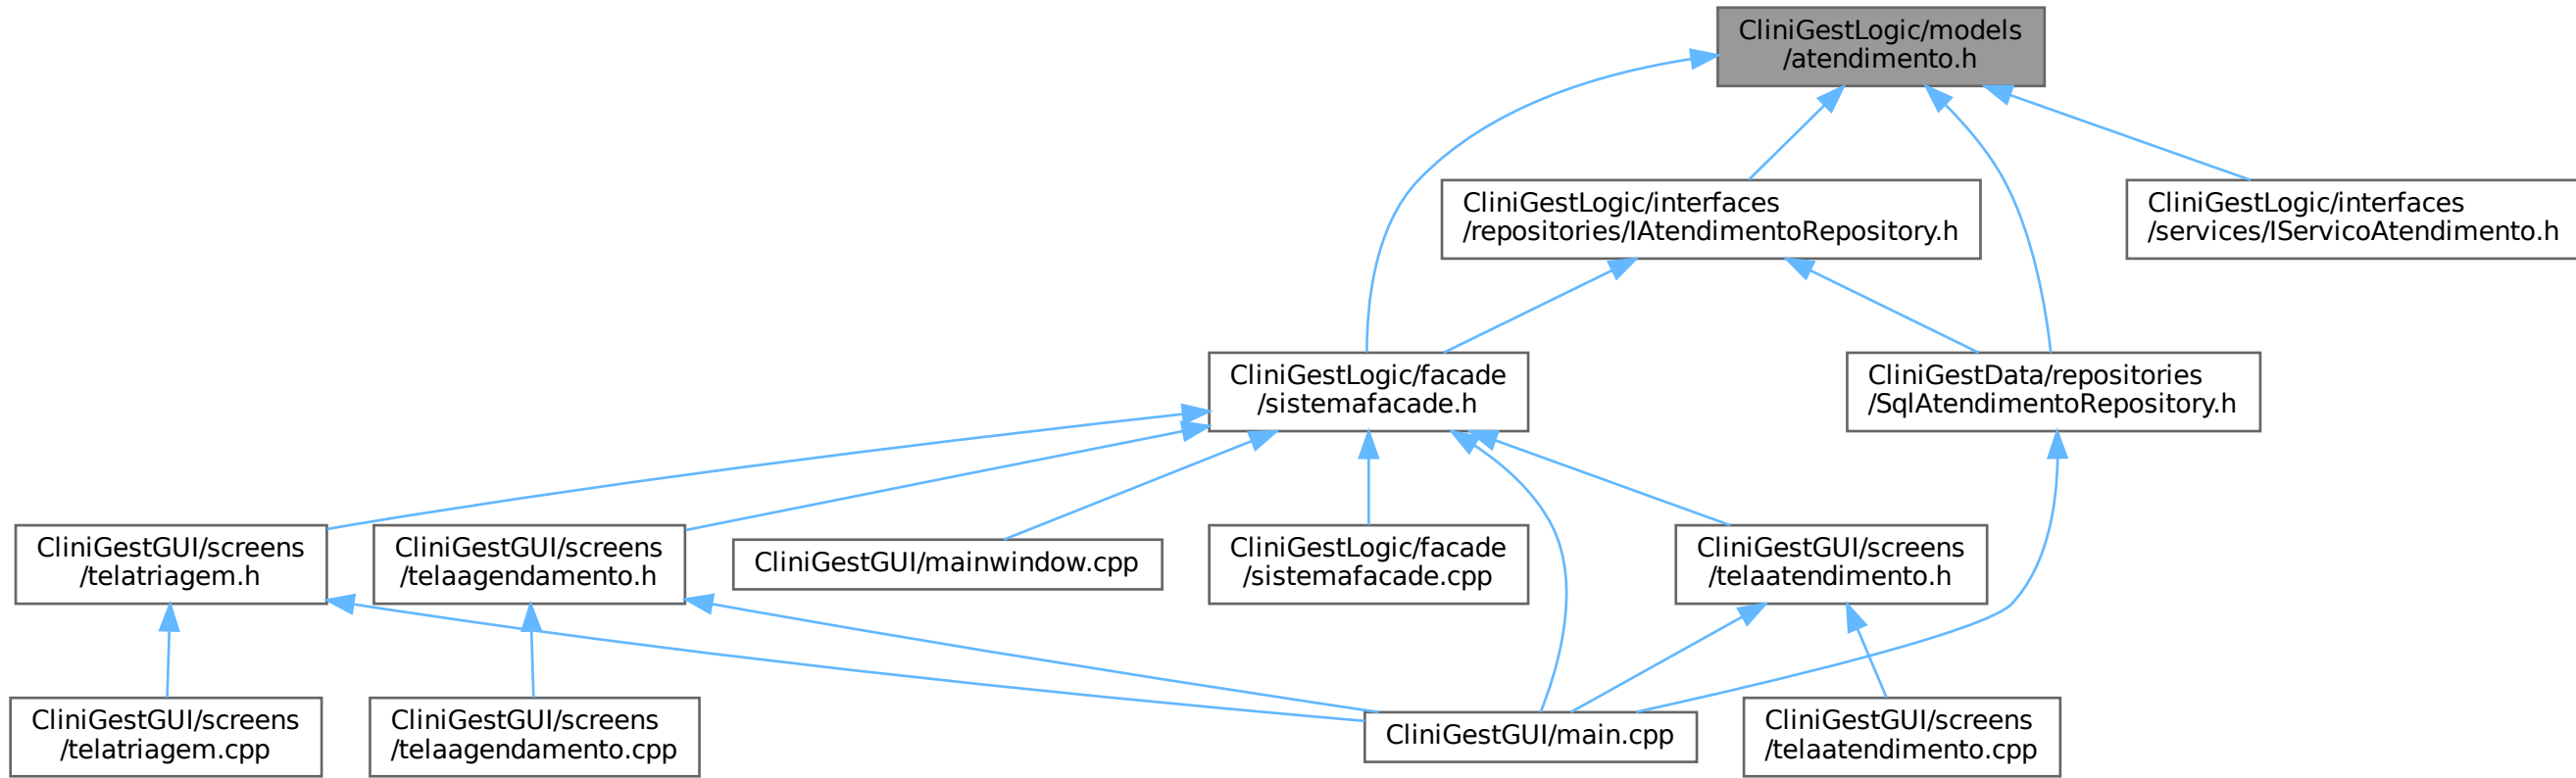 CliniGestLogic/models
/atendimento.h
CliniGestLogic/interfaces
/repositories/IAtendimentoRepository.h
CliniGestLogic/interfaces
/services/IServicoAtendimento.h
CliniGestLogic/facade
/sistemafacade.h
CliniGestData/repositories
/SqlAtendimentoRepository.h
CliniGestGUI/screens
/telatriagem.h
CliniGestGUI/screens
/telaagendamento.h
CliniGestGUI/mainwindow.cpp
CliniGestLogic/facade
/sistemafacade.cpp
CliniGestGUI/screens
/telaatendimento.h
CliniGestGUI/screens
/telatriagem.cpp
CliniGestGUI/screens
/telaagendamento.cpp
CliniGestGUI/main.cpp
CliniGestGUI/screens
/telaatendimento.cpp